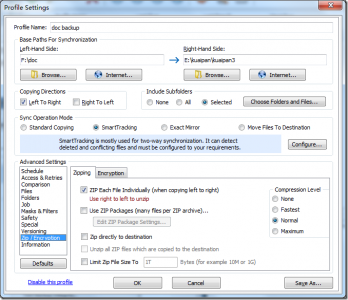 Profile Settings
Profile Name: doc backup
Base Paths For Synchronization
Left-Hand Side:
Right-Hand Side:
F:\doc
E:\kuaipan\kuaipan3
Browse...
Internet...
Browse...
Internet...
Copying Directions
Left To Right
Right To Left
Include Subfolders
None
All
Selected
Choose Folders and Files...
Sync Operation Mode
Standard Copying
SmartTracking
Exact Mirror
Move Files To Destination
SmartTracking is mostly used for two-way synchronization. It can detect
deleted and conflicting files and must be configured to your requirements.
Configure...
Advanced Settings
Schedule
Access & Retries
Comparison
Files
Folders
Job
Masks & Filters
Safety
Special
Versioning
Zip / Encryption
Information
Defaults
Zipping
Encryption
ZIP Each File Individually (when copying left to right)
Use right to left to unzip
Use ZIP Packages (many files per ZIP archive)...
Edit ZIP Package Settings...
Zip directly to destination
Unzip all ZIP files which are copied to the destination
Limit Zip File Size To
1T
Bytes (for example 10M or 1G)
Compression Level
None
Fastest
Normal
Maximum
Disable this profile
OK
Cancel
Save As...